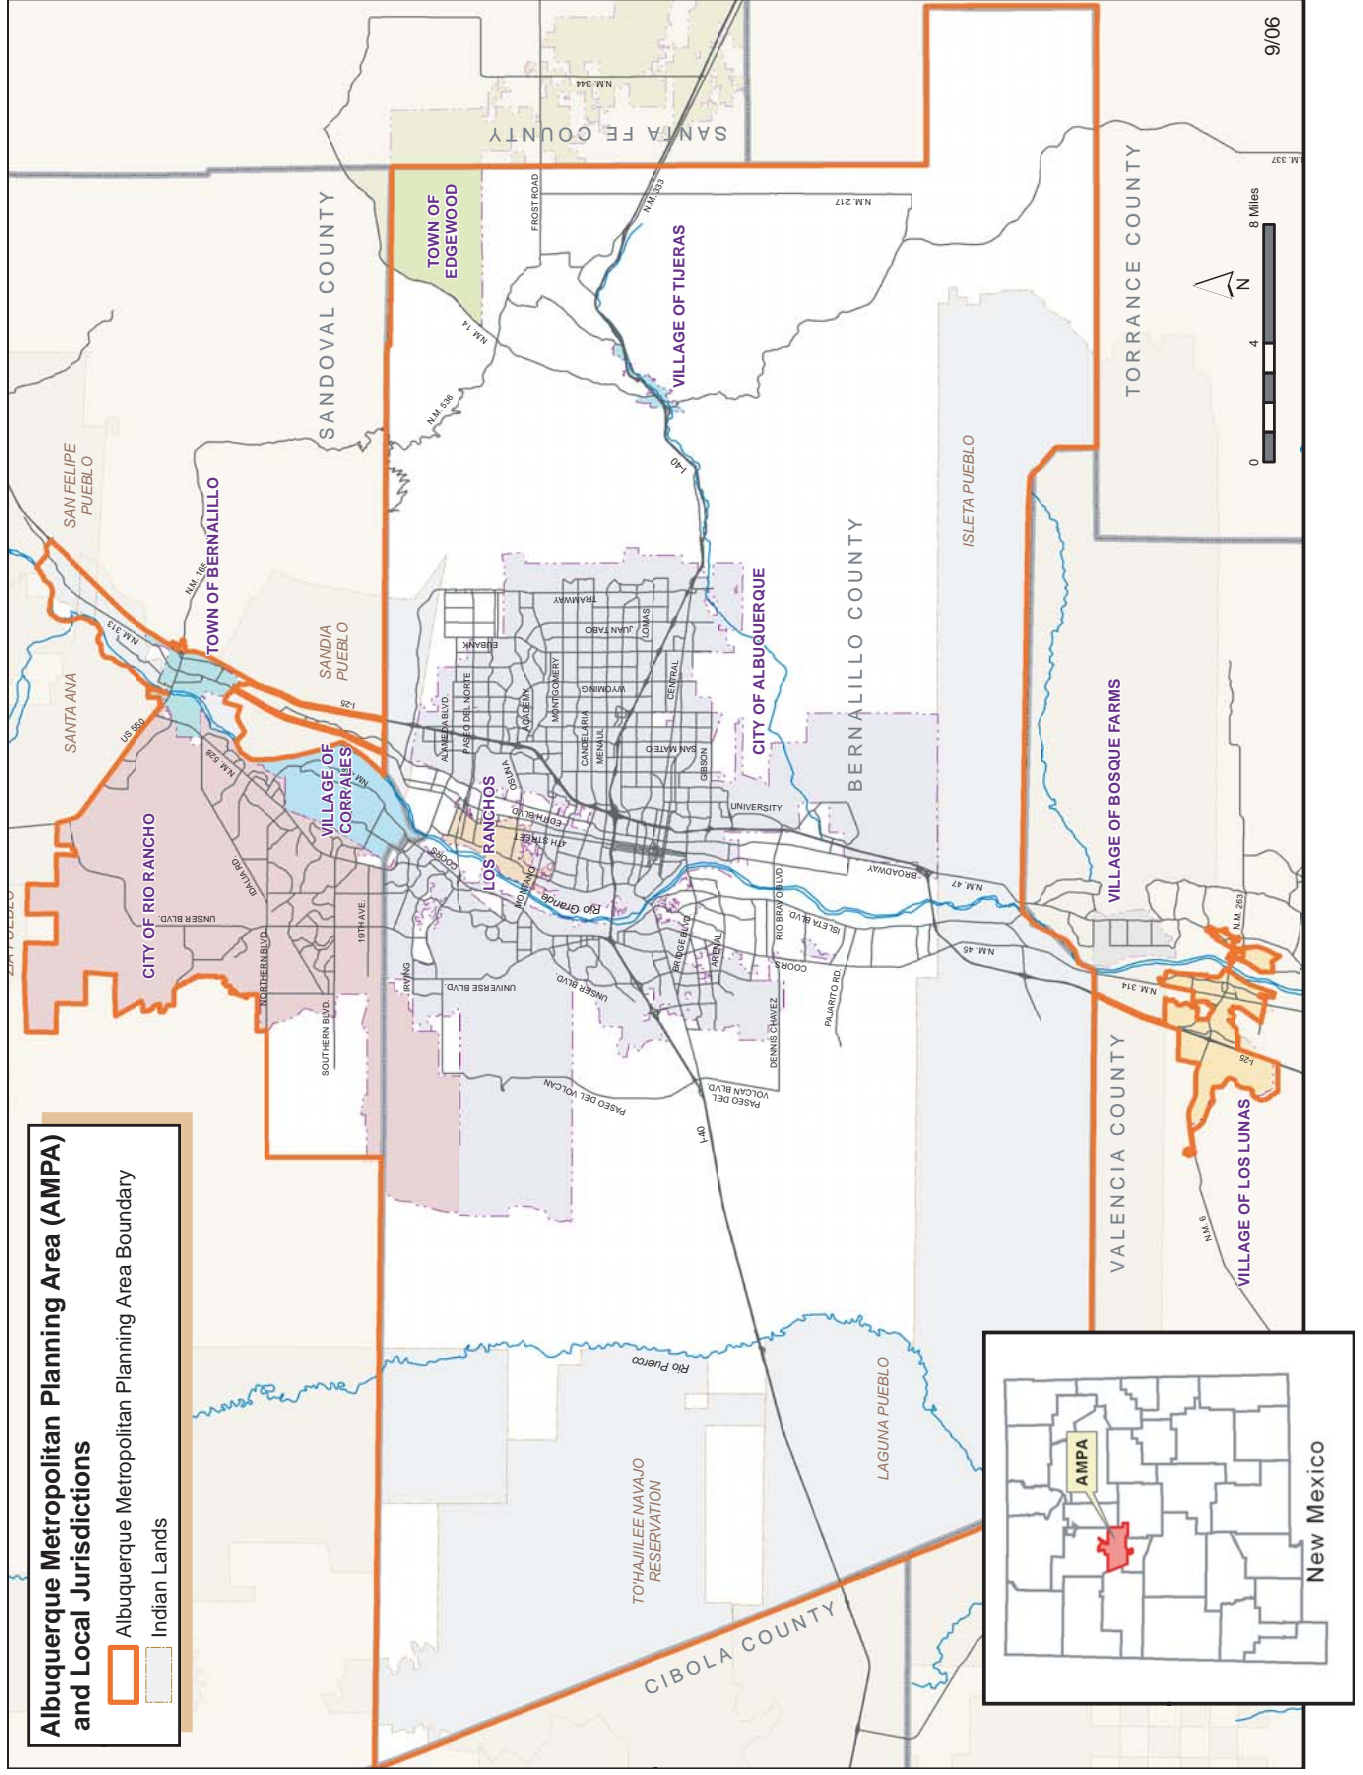 Albuquerque Metropolitan Planning Area (AMPA)
and Local Jurisdictions
Albuquerque Metropolitan Planning Area Boundary
Indian Lands
SANTA ANA
SAN FELIPE
PUEBLO
SANDOVAL COUNTY
SANTA FE COUNTY
N.M. 313
N.M. 165
US 550
TOWN OF BERNALILLO
SANDIA
PUEBLO
I-25
CITY OF RIO RANCHO
N.M. 528
IDALIA RD
UNSER BLVD.
NORTHERN BLVD.
SOUTHERN BLVD.
19TH AVE.
VILLAGE OF
CORRALES
N.M. 536
N.M. 14
TOWN OF
EDGEWOOD
N.M. 344
FROST ROAD
N.M. 333
N.M. 217
VILLAGE OF TIJERAS
I-40
IRVING
UNIVERSE BLVD.
COORS
LOS RANCHOS
ALAMEDA BLVD.
PASEO DEL NORTE
EUBANK
OSUNA
ACADEMY
MONTGOMERY
EDITH BLVD.
4TH STREET
MONTANO
Rio Grande
CANDELARIA
MENAUL
WYOMING
JUAN TABO
TRAMWAY
LOMAS
CENTRAL
SAN MATEO
GIBSON
UNIVERSITY
UNSER BLVD.
PASEO DEL VOLCAN
PASEO DEL
VOLCAN BLVD.
BRIDGE BLVD.
ARENAL
CITY OF ALBUQUERQUE
DENNIS CHAVEZ
COORS
RIO BRAVO BLVD.
ISLETA BLVD.
PAJARITO RD.
BROADWAY
BERNALILLO COUNTY
I-40
Rio Puerco
TO'HAJIILEE NAVAJO
RESERVATION
LAGUNA PUEBLO
CIBOLA COUNTY
ISLETA PUEBLO
N.M. 47
N.M. 45
N.M. 314
VALENCIA COUNTY
VILLAGE OF BOSQUE FARMS
TORRANCE COUNTY
N.M. 337
N.M. 263
I-25
N.M. 6
VILLAGE OF LOS LUNAS
N
0 4 8 Miles
9/06
AMPA
New Mexico